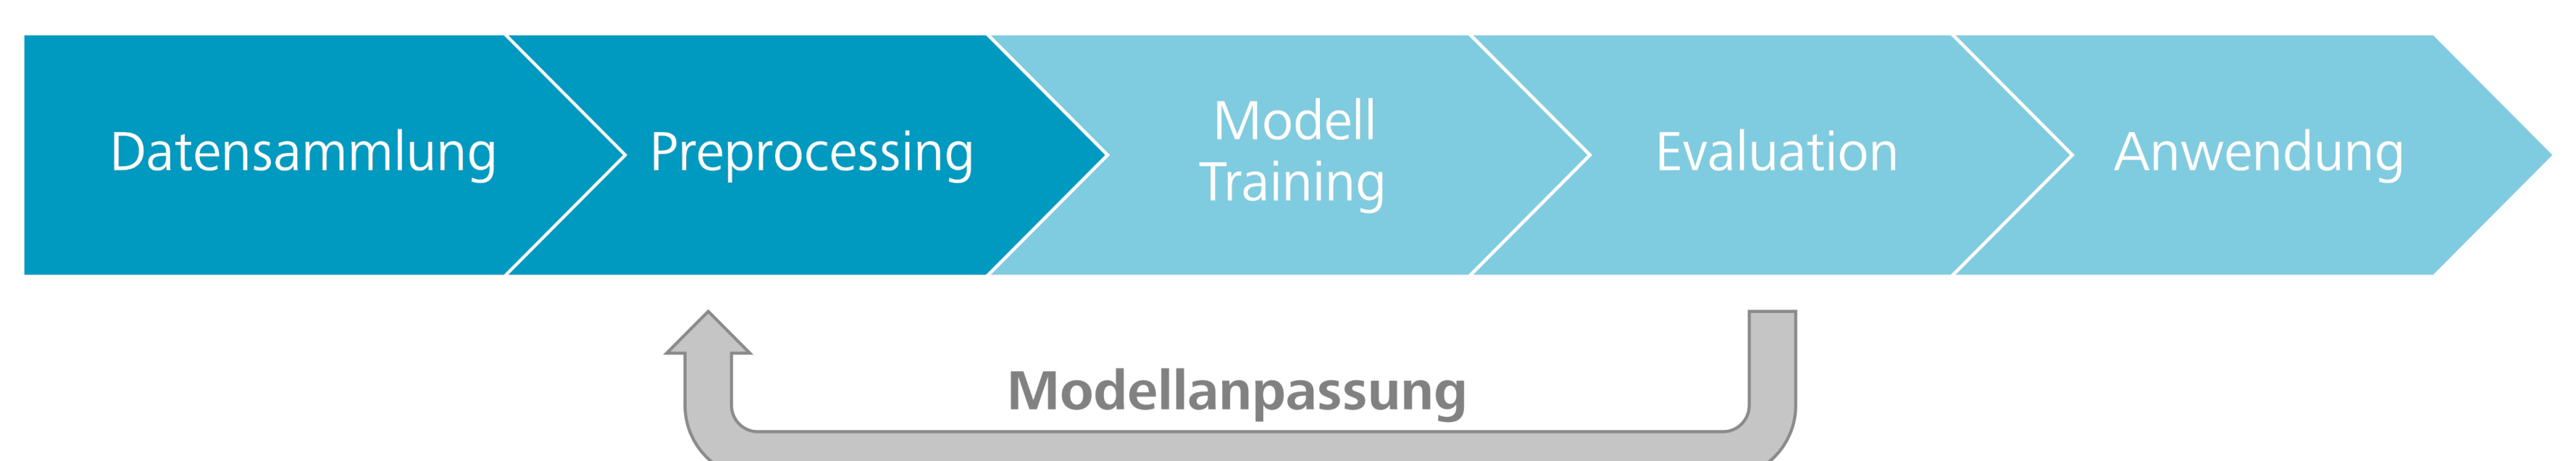 Datensammlung
Preprocessing
Modell
Training
Evaluation
Anwendung
Modellanpassung